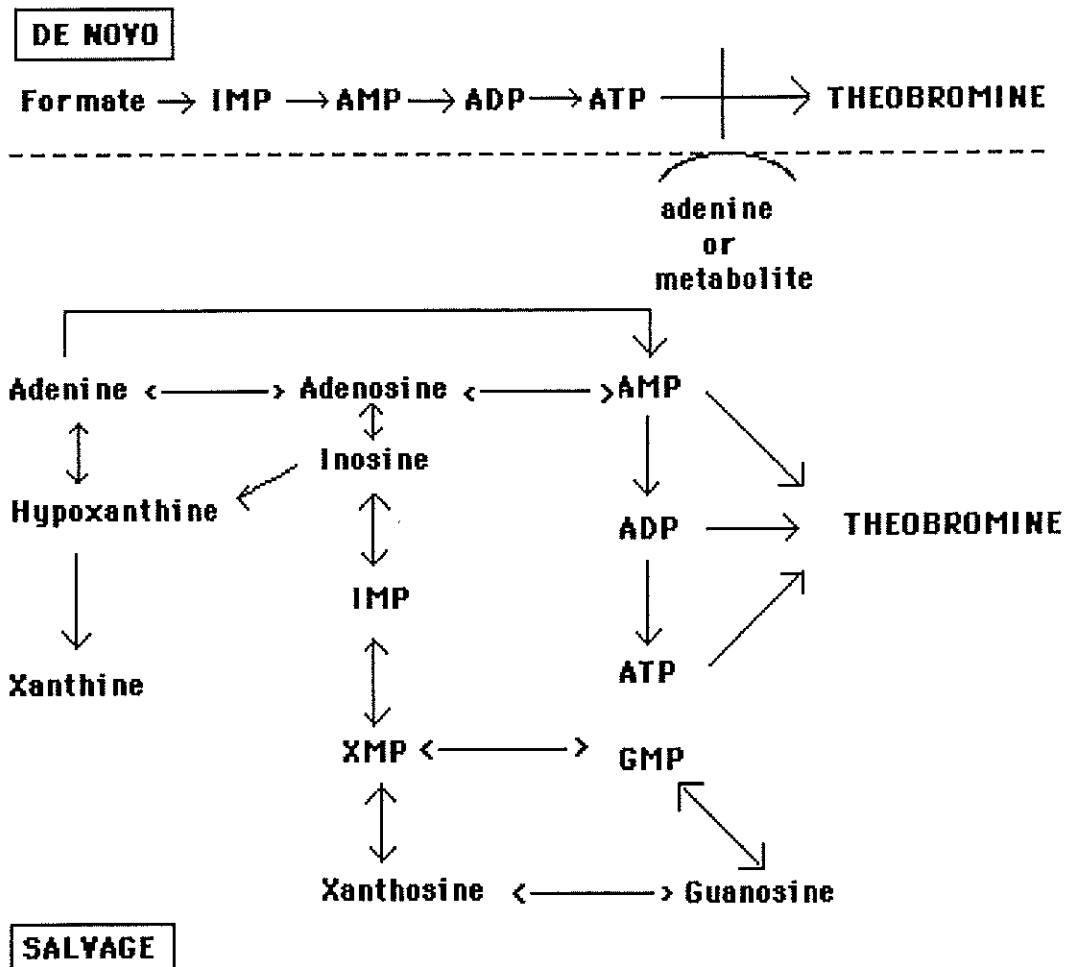 DE NOVO
Formate → IMP → AMP → ADP → ATP → THEOBROMINE
adenine
or
metabolite
Adenine <——> Adenosine <——> AMP
Inosine
Hypoxanthine
ADP → THEOBROMINE
IMP
ATP
Xanthine
XMP <——> GMP
Xanthosine <——> Guanosine
SALVAGE